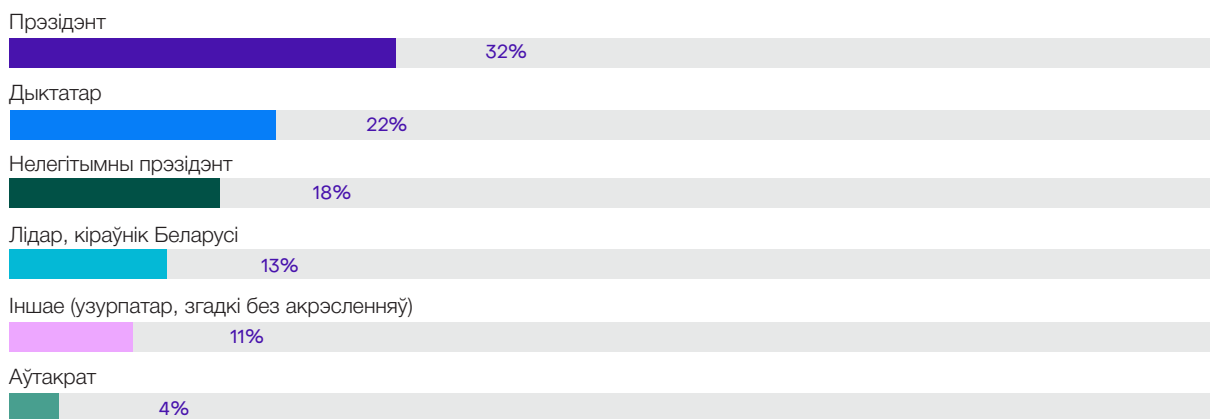 Прэзідэнт
32%
Дыктатар
22%
Нелегітымны прэзідэнт
18%
Лідар, кіраўнік Беларусі
13%
Іншае (узурпатар, згадкі без акрэсленняў)
11%
Аўтакрат
4%